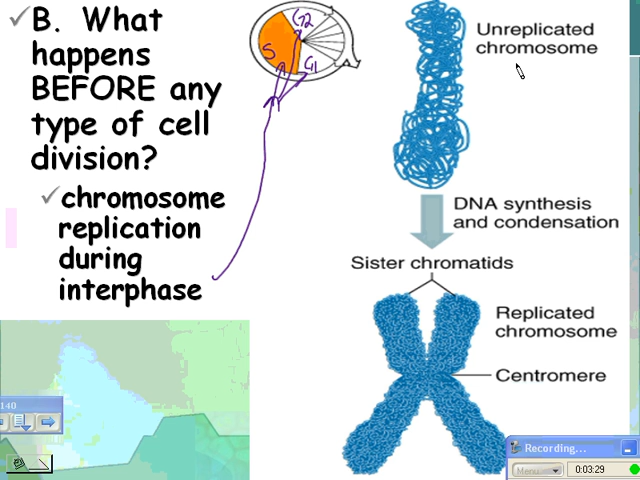 B. What
happens
BEFORE any
type of cell
division?
chromosome
replication
during
interphase
G2
S
G1
Unreplicated
chromosome
DNA synthesis
and condensation
Sister chromatids
Replicated
chromosome
Centromere
140
Recording...
Menu
0:03:29